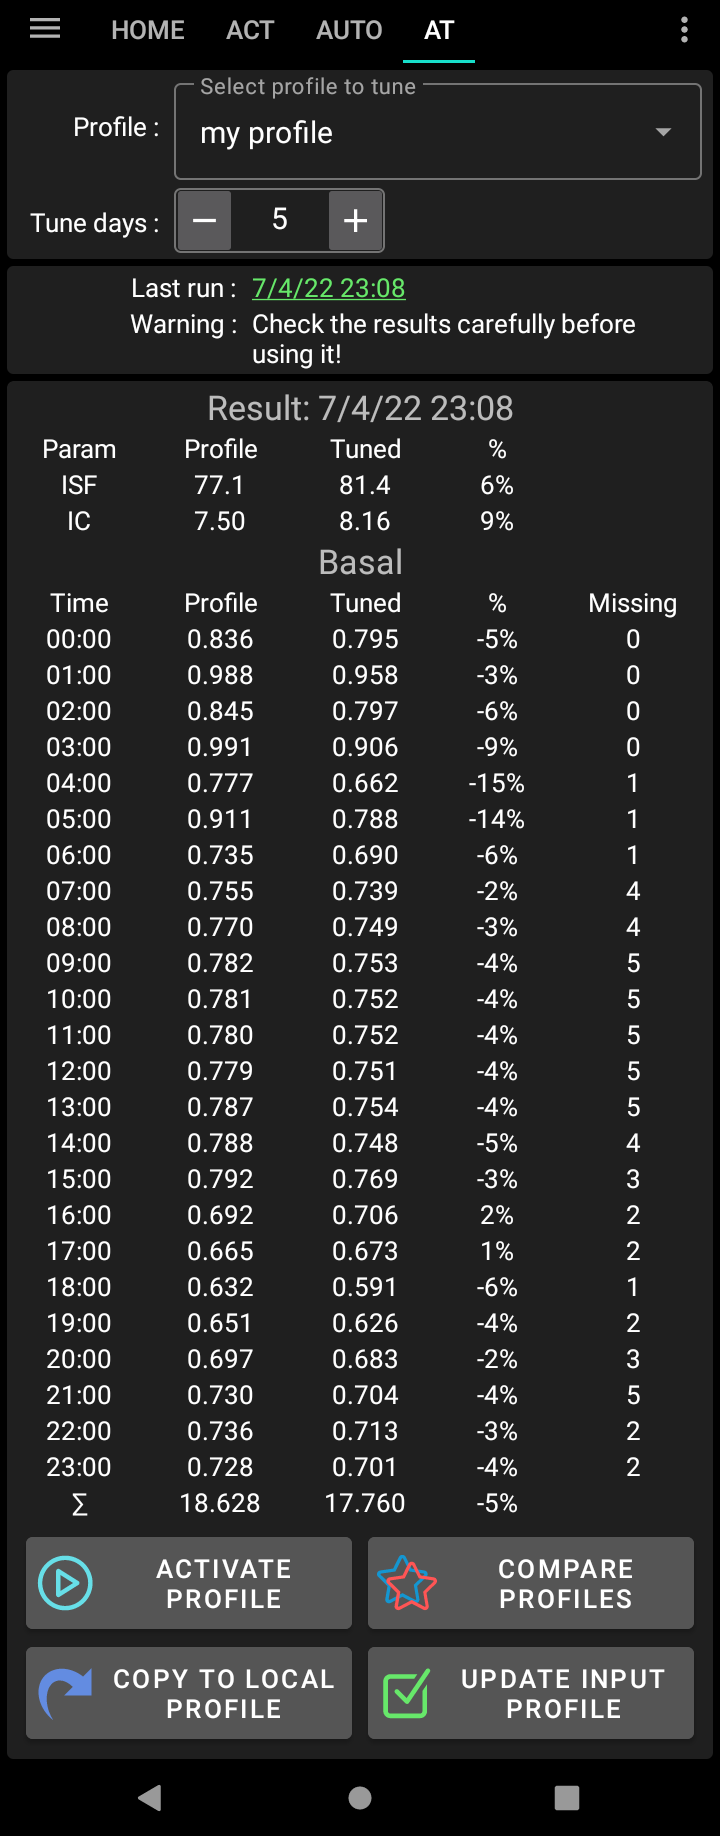 HOME ACT AUTO AT
Select profile to tune
Profile : my profile
Tune days : − 5 +
Last run : 7/4/22 23:08
Warning : Check the results carefully before
using it!
Result: 7/4/22 23:08
Param Profile Tuned %
ISF 77.1 81.4 6%
IC 7.50 8.16 9%
Basal
Time Profile Tuned % Missing
00:00 0.836 0.795 -5% 0
01:00 0.988 0.958 -3% 0
02:00 0.845 0.797 -6% 0
03:00 0.991 0.906 -9% 0
04:00 0.777 0.662 -15% 1
05:00 0.911 0.788 -14% 1
06:00 0.735 0.690 -6% 1
07:00 0.755 0.739 -2% 4
08:00 0.770 0.749 -3% 4
09:00 0.782 0.753 -4% 5
10:00 0.781 0.752 -4% 5
11:00 0.780 0.752 -4% 5
12:00 0.779 0.751 -4% 5
13:00 0.787 0.754 -4% 5
14:00 0.788 0.748 -5% 4
15:00 0.792 0.769 -3% 3
16:00 0.692 0.706 2% 2
17:00 0.665 0.673 1% 2
18:00 0.632 0.591 -6% 1
19:00 0.651 0.626 -4% 2
20:00 0.697 0.683 -2% 3
21:00 0.730 0.704 -4% 5
22:00 0.736 0.713 -3% 2
23:00 0.728 0.701 -4% 2
∑ 18.628 17.760 -5%
ACTIVATE
PROFILE
COMPARE
PROFILES
COPY TO LOCAL
PROFILE
UPDATE INPUT
PROFILE